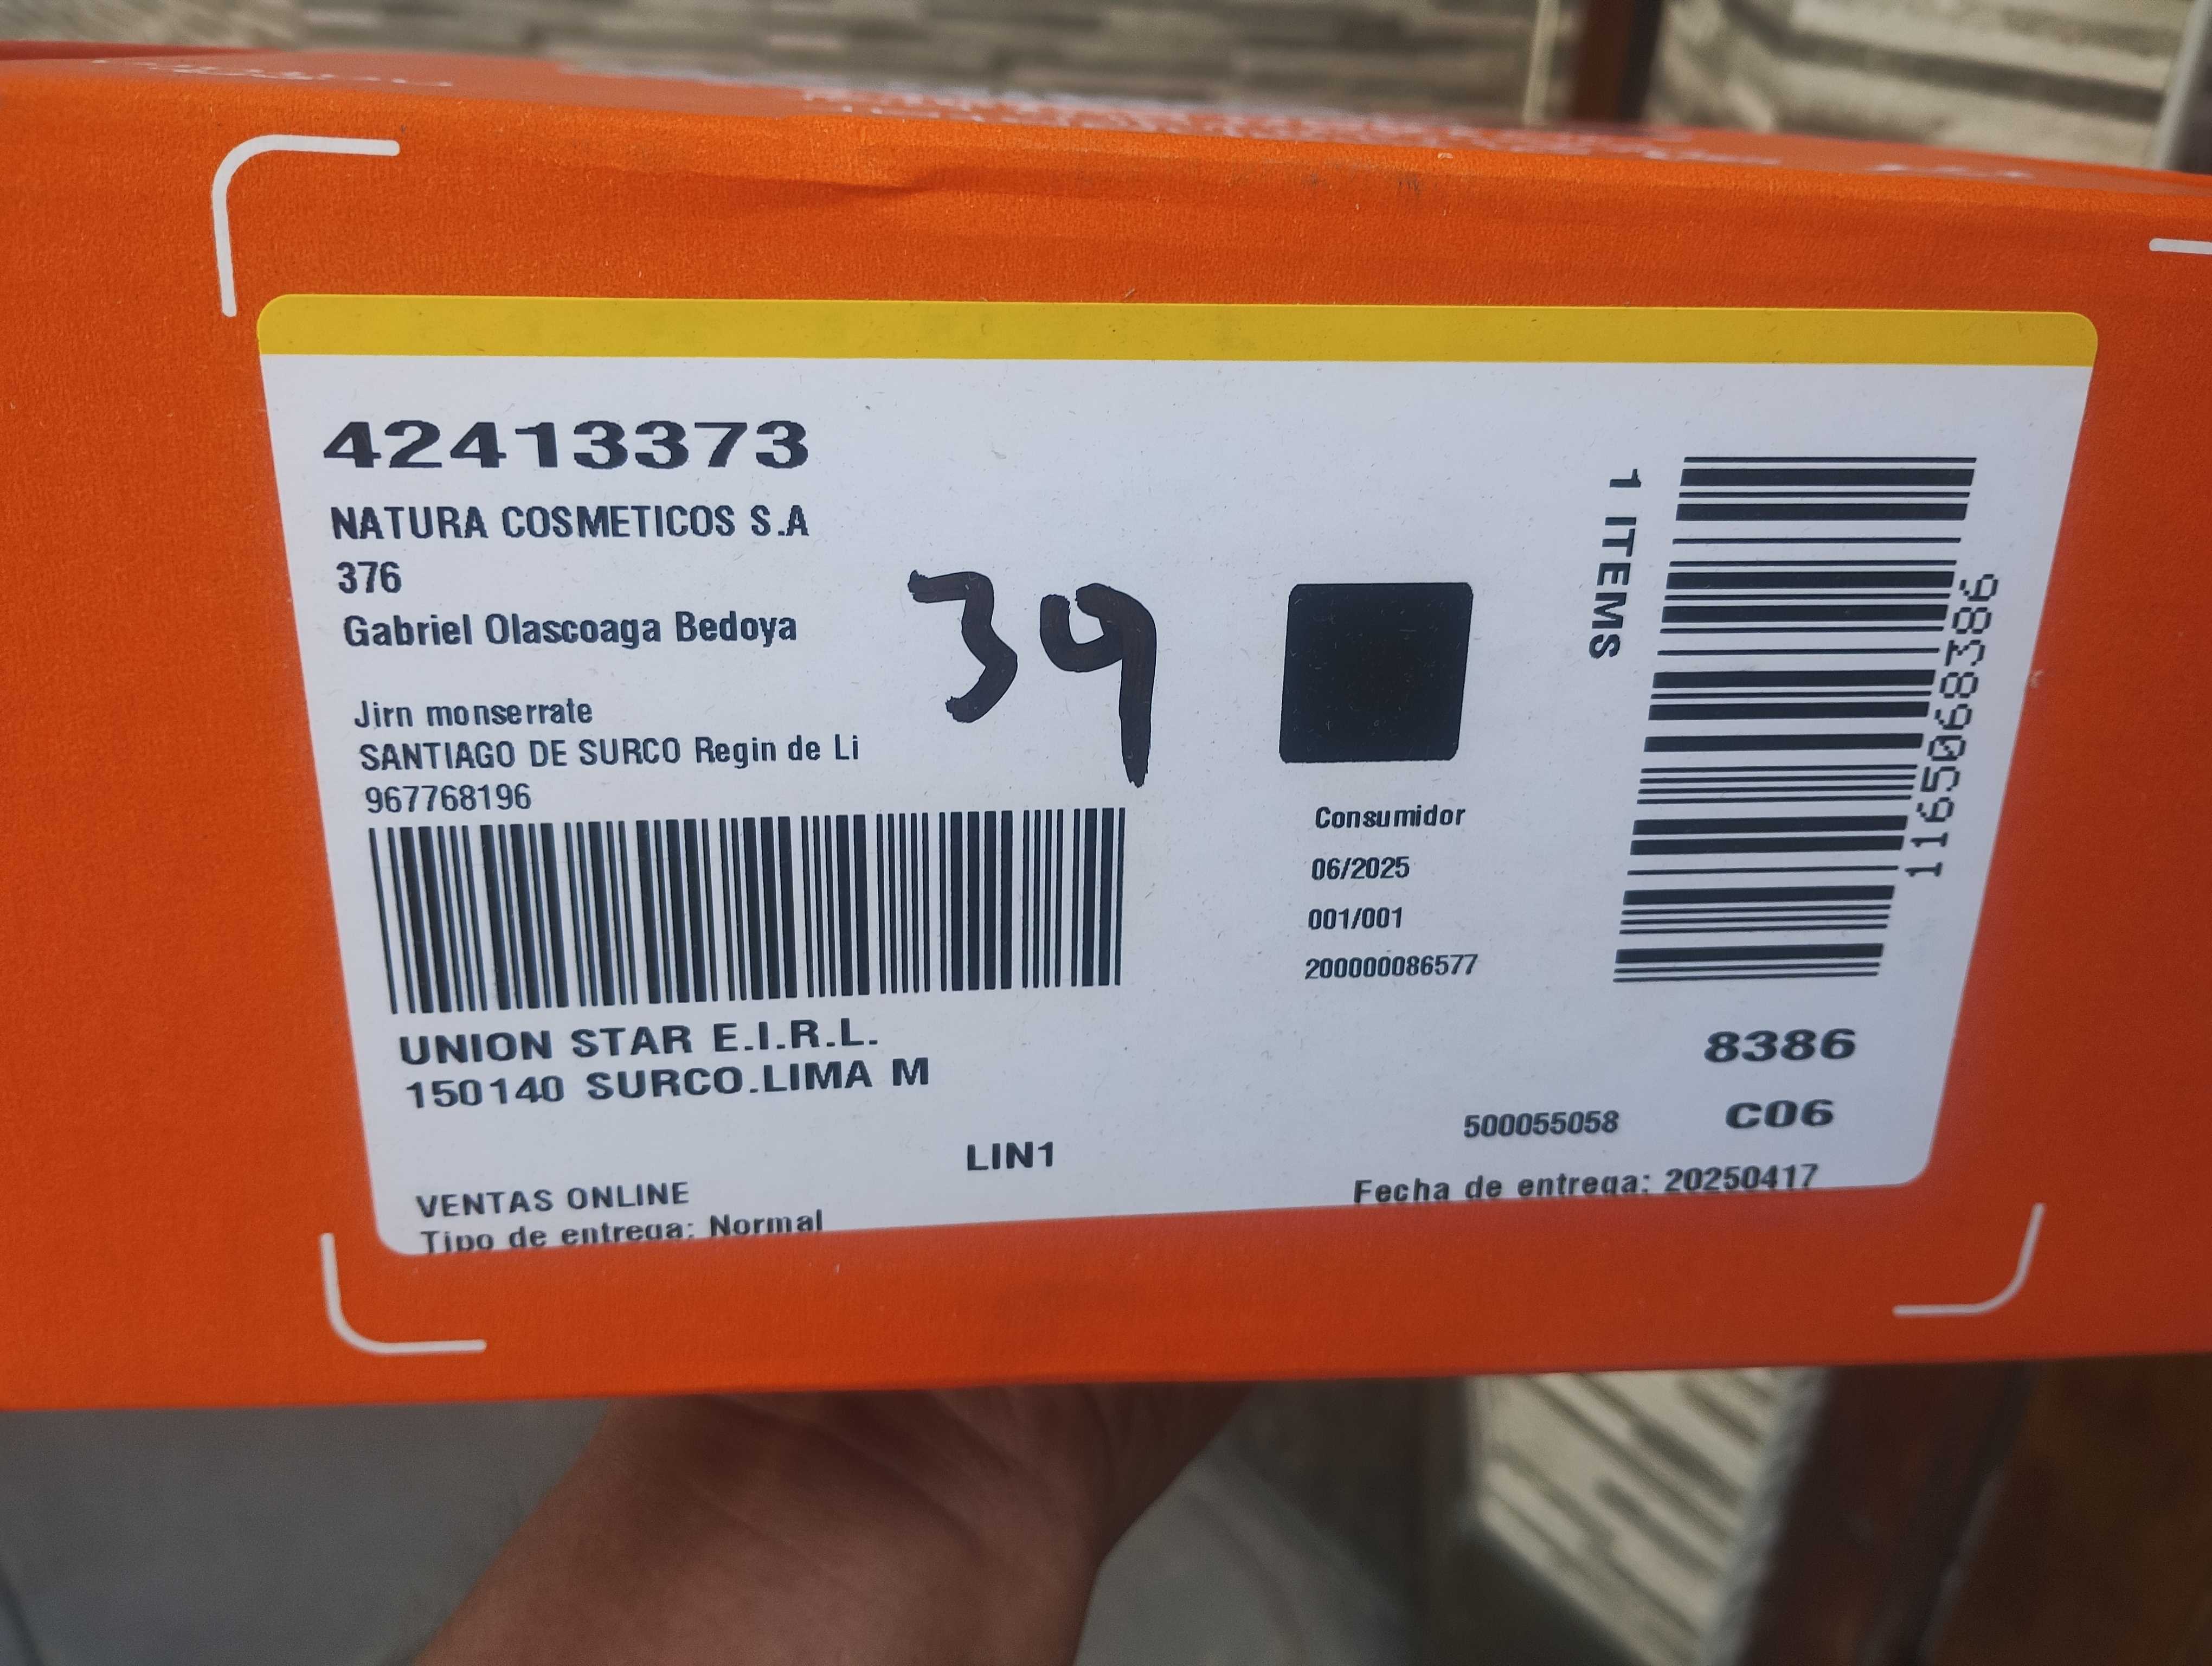 42413373
NATURA COSMETICOS S.A
376
Gabriel Olascoaga Bedoya
39
Jirn monserrate
SANTIAGO DE SURCO Regin de Li
967768196
UNION STAR E.I.R.L.
150140 SURCO.LIMA M
LIN1
VENTAS ONLINE
Tipo de entrega: Normal
Consumidor
06/2025
001/001
200000086577
1 ITEMS
1165068386
8386
C06
500055058
Fecha de entrega: 20250417